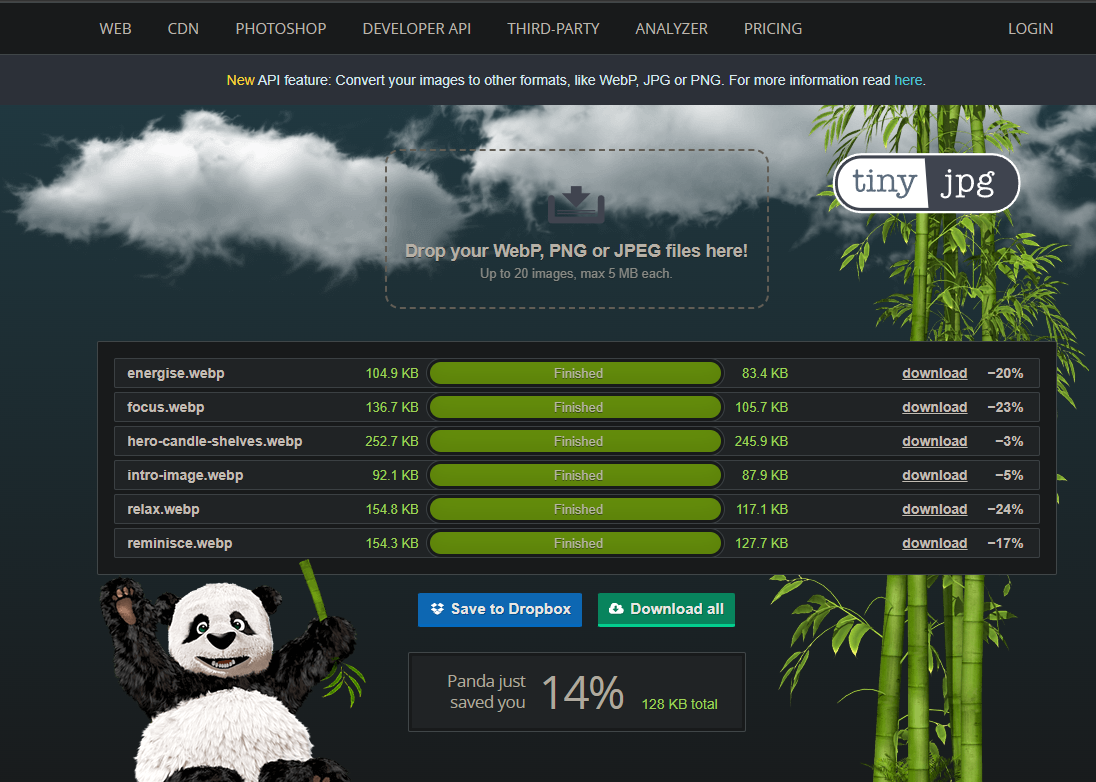 WEB CDN PHOTOSHOP DEVELOPER API THIRD-PARTY ANALYZER PRICING LOGIN
New API feature: Convert your images to other formats, like WebP, JPG or PNG. For more information read here.
tiny jpg
Drop your WebP, PNG or JPEG files here!
Up to 20 images, max 5 MB each.
energise.webp 104.9 KB Finished 83.4 KB download −20%
focus.webp 136.7 KB Finished 105.7 KB download −23%
hero-candle-shelves.webp 252.7 KB Finished 245.9 KB download −3%
intro-image.webp 92.1 KB Finished 87.9 KB download −5%
relax.webp 154.8 KB Finished 117.1 KB download −24%
reminisce.webp 154.3 KB Finished 127.7 KB download −17%
Save to Dropbox Download all
Panda just
saved you 14% 128 KB total